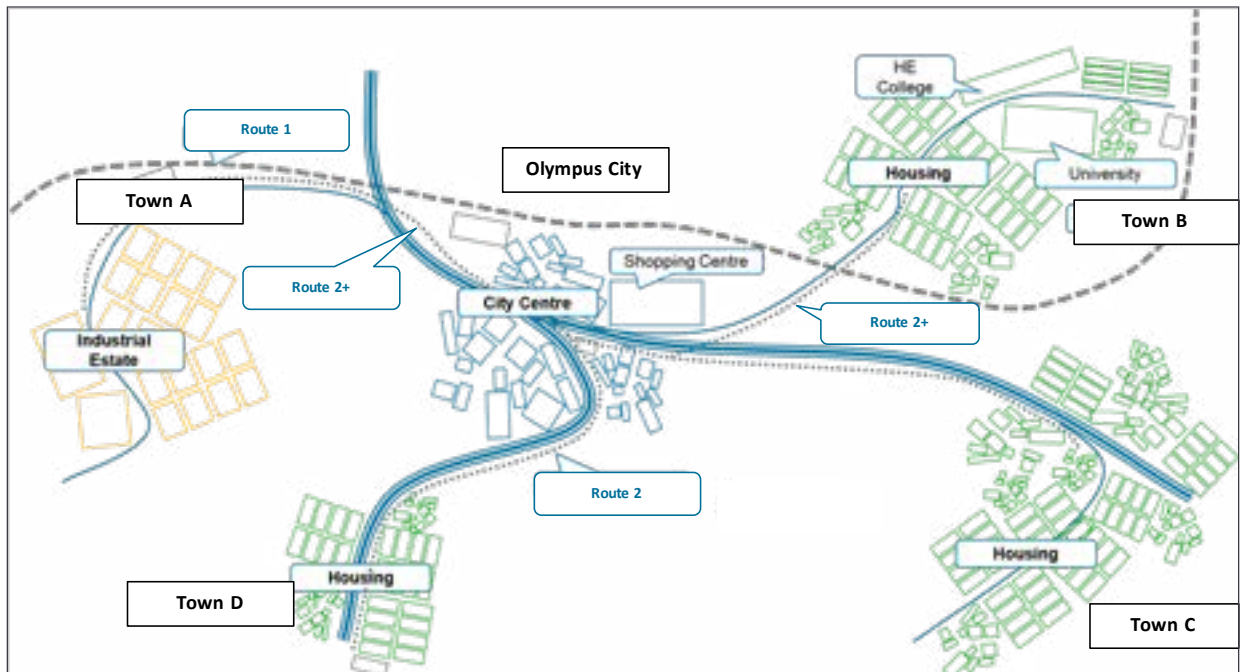 HE
College
Route 1
Olympus City
Housing
University
Town A
Town B
Shopping Centre
Route 2+
City Centre
Route 2+
Industrial
Estate
Route 2
Housing
Housing
Town D
Town C